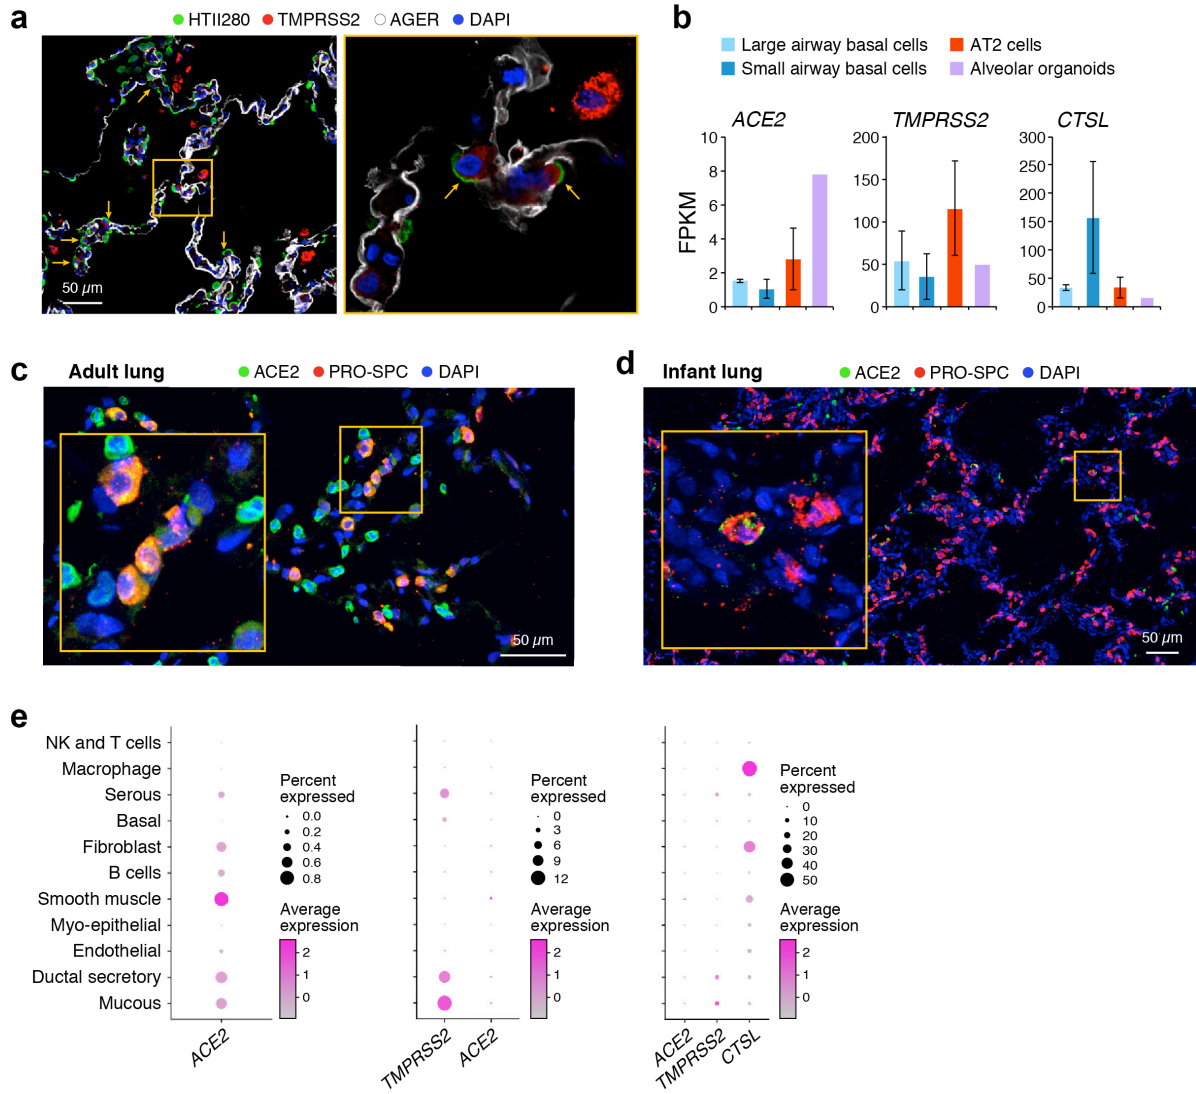 a
HTII280 TMPRSS2 AGER DAPI
50 µm
b
Large airway basal cells
Small airway basal cells
AT2 cells
Alveolar organoids
FPKM
ACE2
10
8
6
4
2
0
TMPRSS2
200
150
100
50
0
CTSL
300
250
200
150
100
50
0
c
Adult lung
ACE2 PRO-SPC DAPI
50 µm
d
Infant lung
ACE2 PRO-SPC DAPI
50 µm
e
NK and T cells
Macrophage
Serous
Basal
Fibroblast
B cells
Smooth muscle
Myo-epithelial
Endothelial
Ductal secretory
Mucous
ACE2
Percent
expressed
0.0
0.2
0.4
0.6
0.8
Average
expression
2
1
0
TMPRSS2
ACE2
Percent
expressed
0
3
6
9
12
Average
expression
2
1
0
ACE2
TMPRSS2
CTSL
Percent
expressed
0
10
20
30
40
50
Average
expression
2
1
0